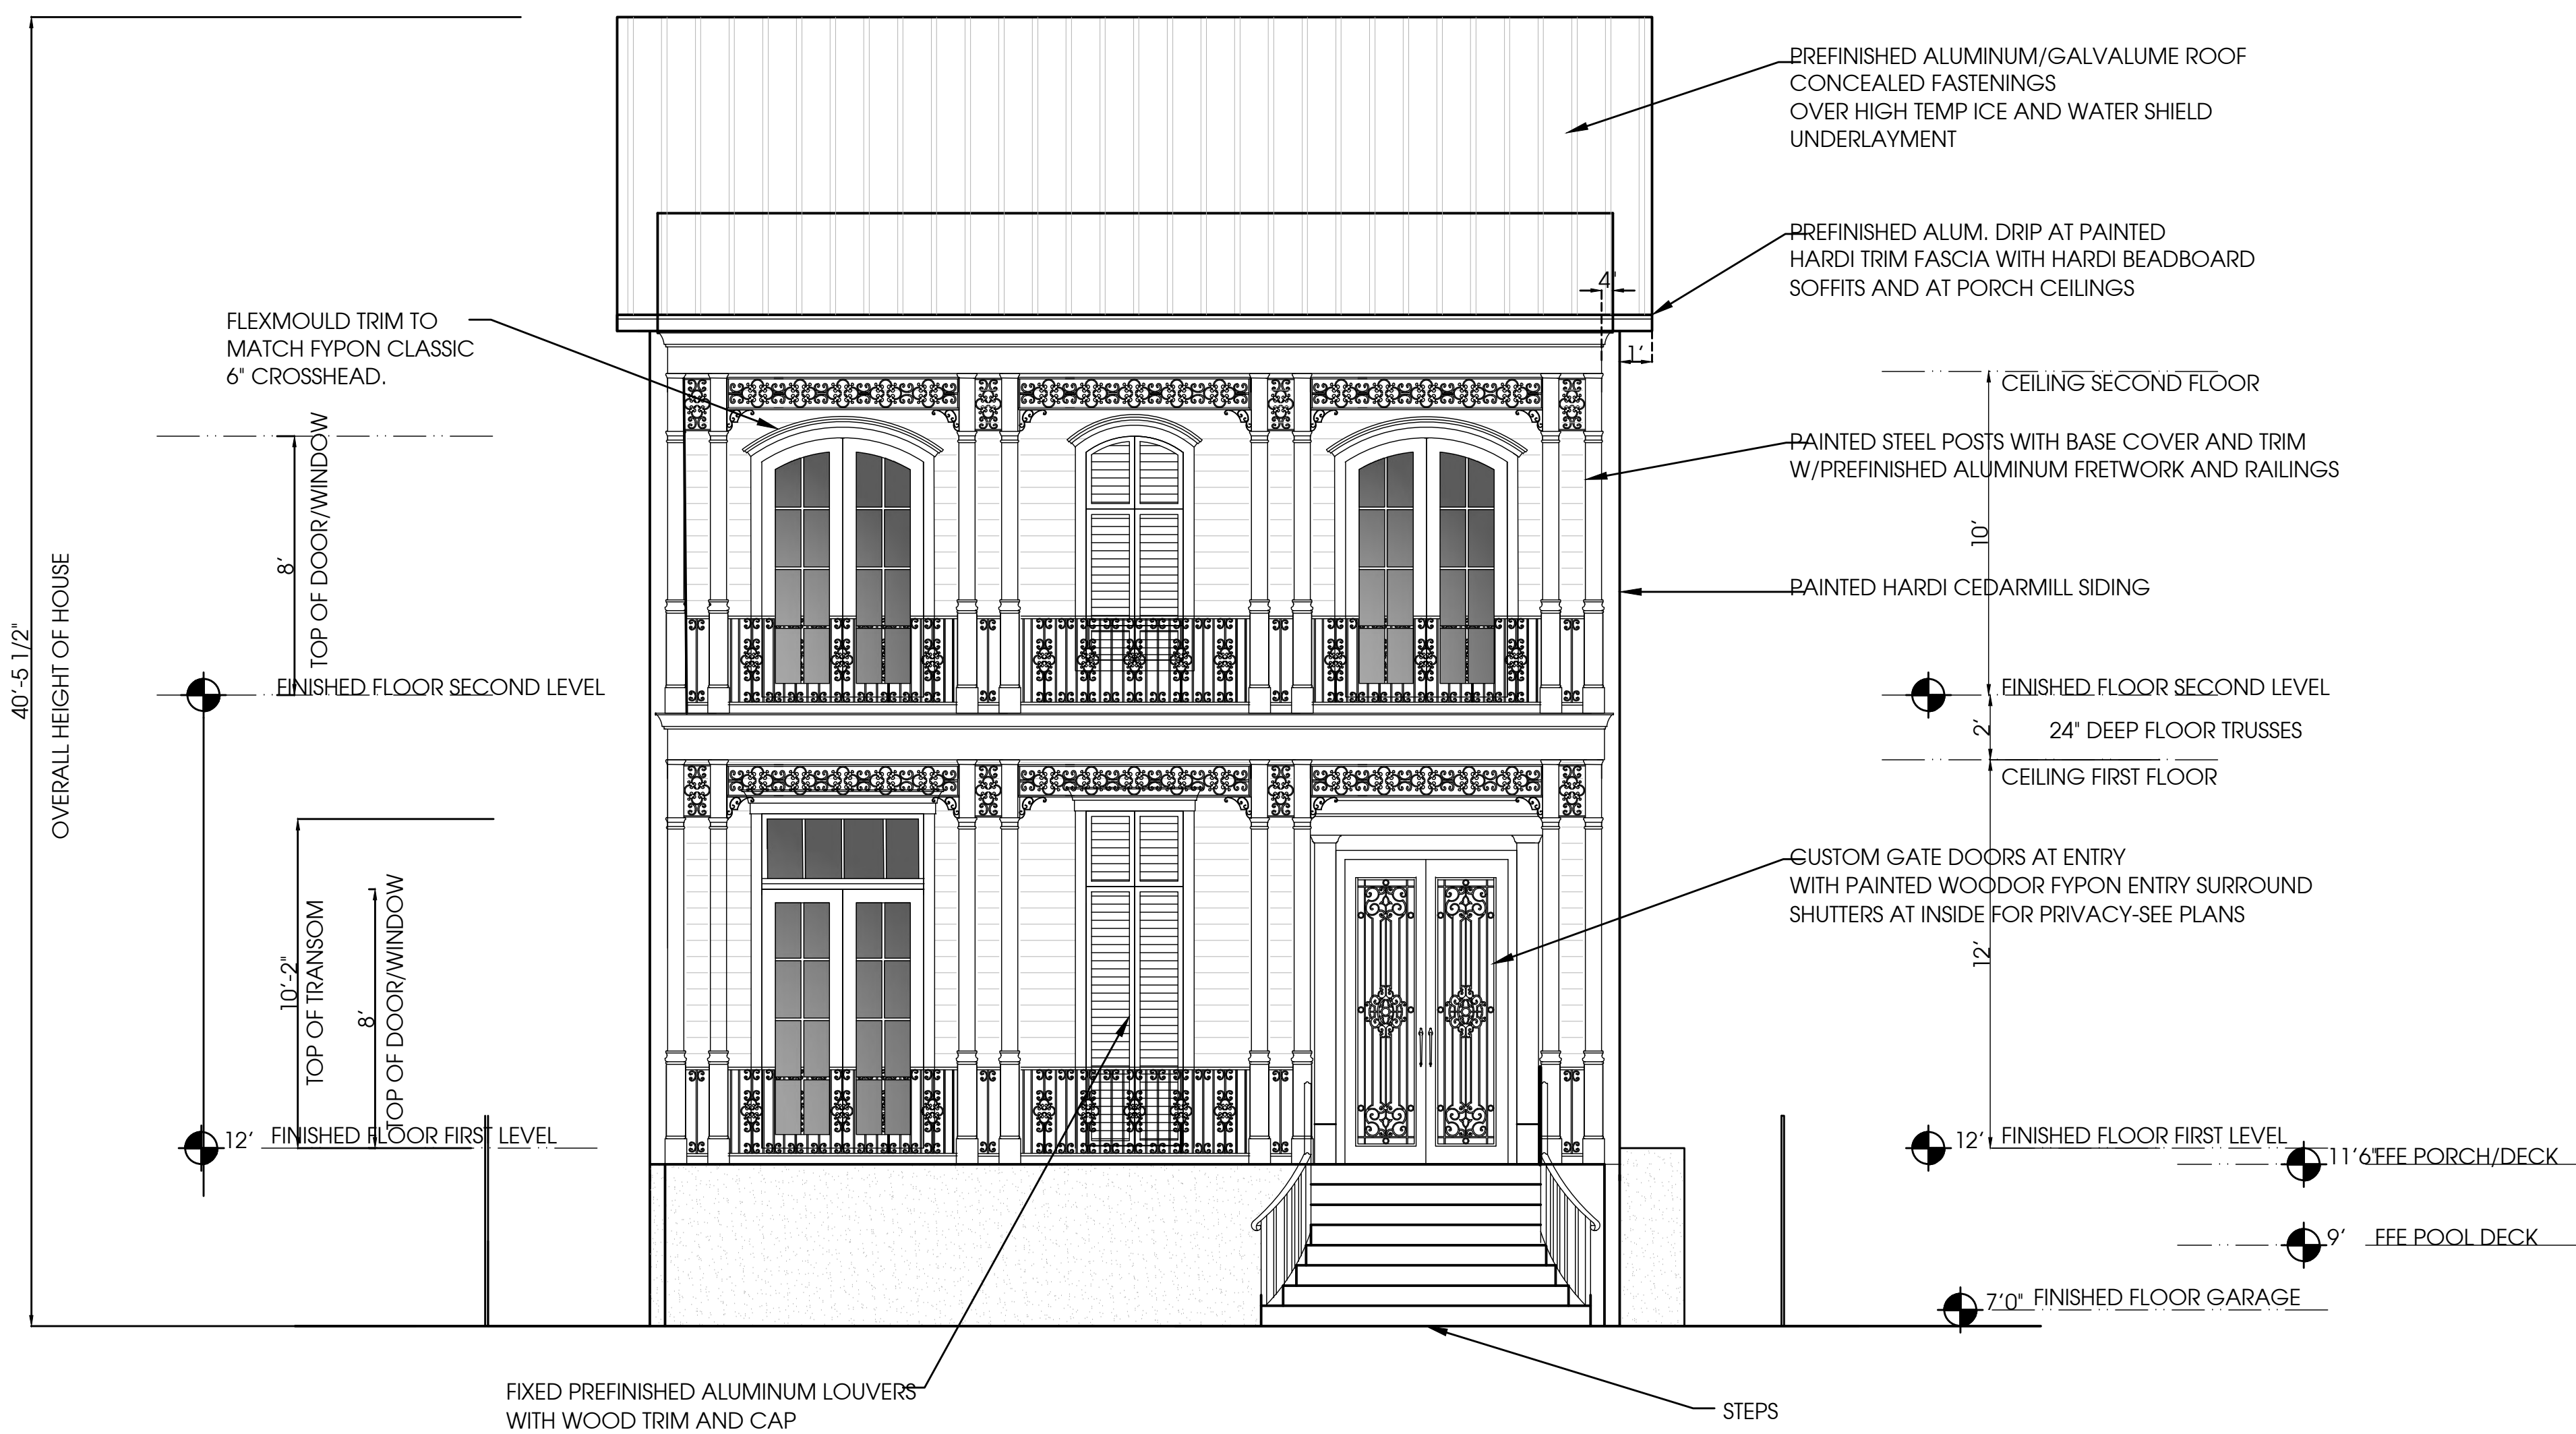 PREFINISHED ALUMINUM/GALVALUME ROOF
CONCEALED FASTENINGS
OVER HIGH TEMP ICE AND WATER SHIELD
UNDERLAYMENT
PREFINISHED ALUM. DRIP AT PAINTED
HARDI TRIM FASCIA WITH HARDI BEADBOARD
SOFFITS AND AT PORCH CEILINGS
4'
1'
FLEXMOULD TRIM TO
MATCH FYPON CLASSIC
6" CROSSHEAD.
CEILING SECOND FLOOR
PAINTED STEEL POSTS WITH BASE COVER AND TRIM
W/PREFINISHED ALUMINUM FRETWORK AND RAILINGS
10'
8'
TOP OF DOOR/WINDOW
PAINTED HARDI CEDARMILL SIDING
40'-5 1/2"
OVERALL HEIGHT OF HOUSE
FINISHED FLOOR SECOND LEVEL
FINISHED FLOOR SECOND LEVEL
2'
24" DEEP FLOOR TRUSSES
CEILING FIRST FLOOR
CUSTOM GATE DOORS AT ENTRY
WITH PAINTED WOODOR FYPON ENTRY SURROUND
SHUTTERS AT INSIDE FOR PRIVACY-SEE PLANS
12'
10'-2"
TOP OF TRANSOM
8'
TOP OF DOOR/WINDOW
12' FINISHED FLOOR FIRST LEVEL
12' FINISHED FLOOR FIRST LEVEL
11'6" FFE PORCH/DECK
9' FFE POOL DECK
7'0" FINISHED FLOOR GARAGE
FIXED PREFINISHED ALUMINUM LOUVERS
WITH WOOD TRIM AND CAP
STEPS